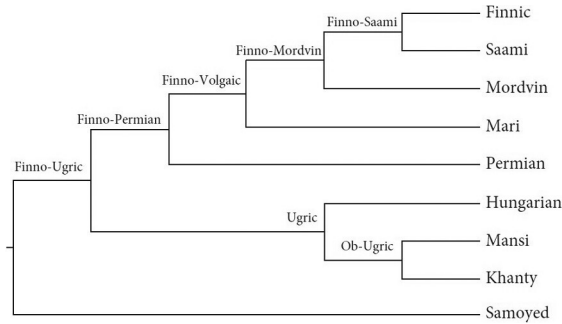 Finnic
Finno-Saami
Saami
Finno-Mordvin
Finno-Volgaic
Mordvin
Finno-Permian
Mari
Finno-Ugric
Permian
Hungarian
Ugric
Mansi
Ob-Ugric
Khanty
Samoyed